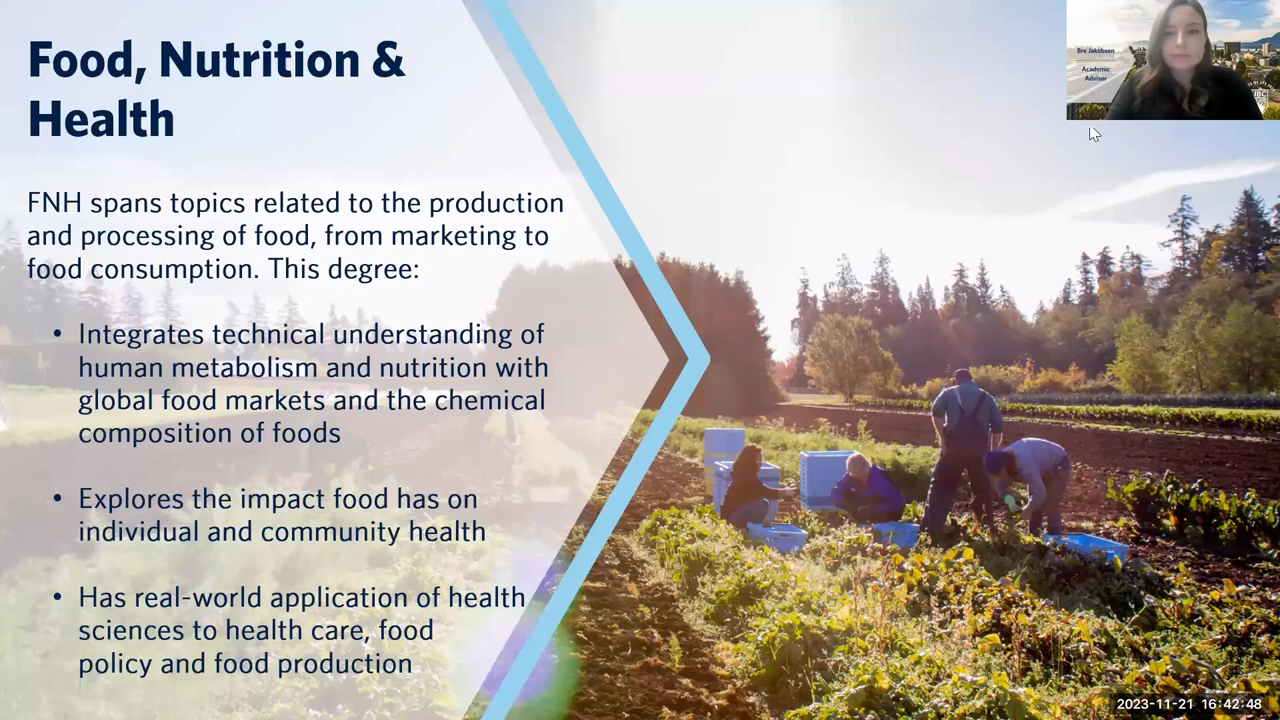 Food, Nutrition &
Health
FNH spans topics related to the production
and processing of food, from marketing to
food consumption. This degree:
• Integrates technical understanding of
human metabolism and nutrition with
global food markets and the chemical
composition of foods
• Explores the impact food has on
individual and community health
• Has real-world application of health
sciences to health care, food
policy and food production
Bre Jakobsen
Academic
Advisor
UBC
2023-11-21 16:42:48